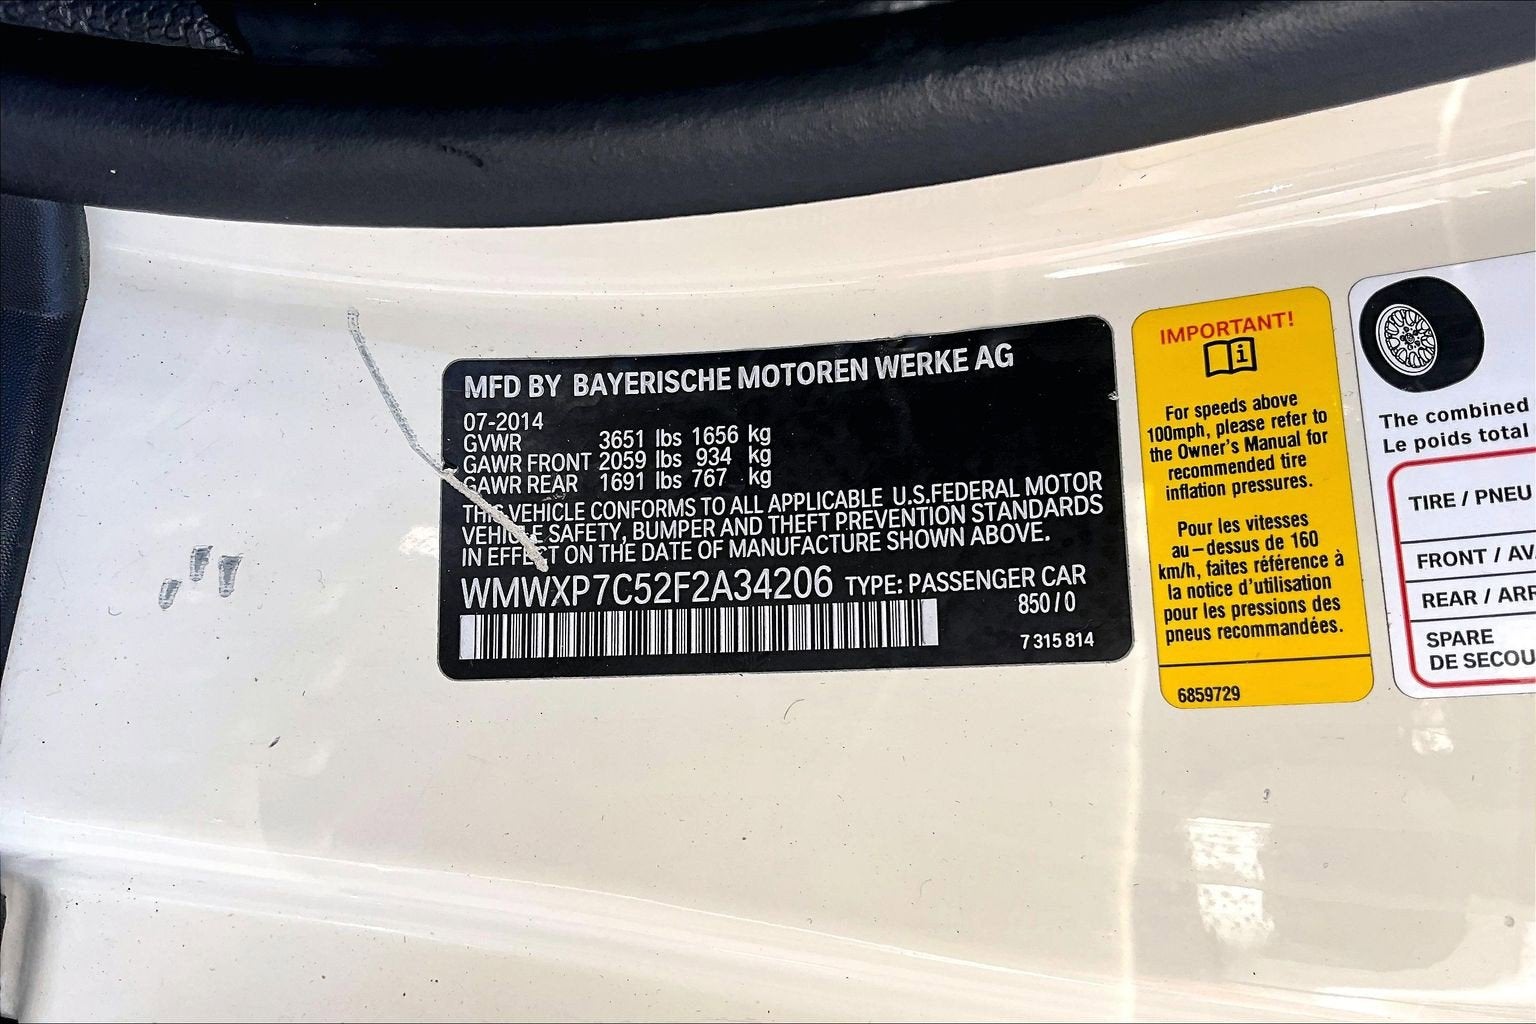 MFD BY BAYERISCHE MOTOREN WERKE AG
07-2014
GVWR 3651 lbs 1656 kg
GAWR FRONT 2059 lbs 934 kg
GAWR REAR 1691 lbs 767 kg
THIS VEHICLE CONFORMS TO ALL APPLICABLE U.S.FEDERAL MOTOR
VEHICLE SAFETY, BUMPER AND THEFT PREVENTION STANDARDS
IN EFFECT ON THE DATE OF MANUFACTURE SHOWN ABOVE.
WMWXP7C52F2A34206 TYPE: PASSENGER CAR
850 / 0
7 315 814
IMPORTANT!
i
For speeds above
100mph, please refer to
the Owner's Manual for
recommended tire
inflation pressures.
Pour les vitesses
au-dessus de 160
km/h, faites référence à
la notice d'utilisation
pour les pressions des
pneus recommandées.
6859729
The combined
Le poids total
TIRE / PNEU
FRONT / AV
REAR / ARR
SPARE
DE SECOU